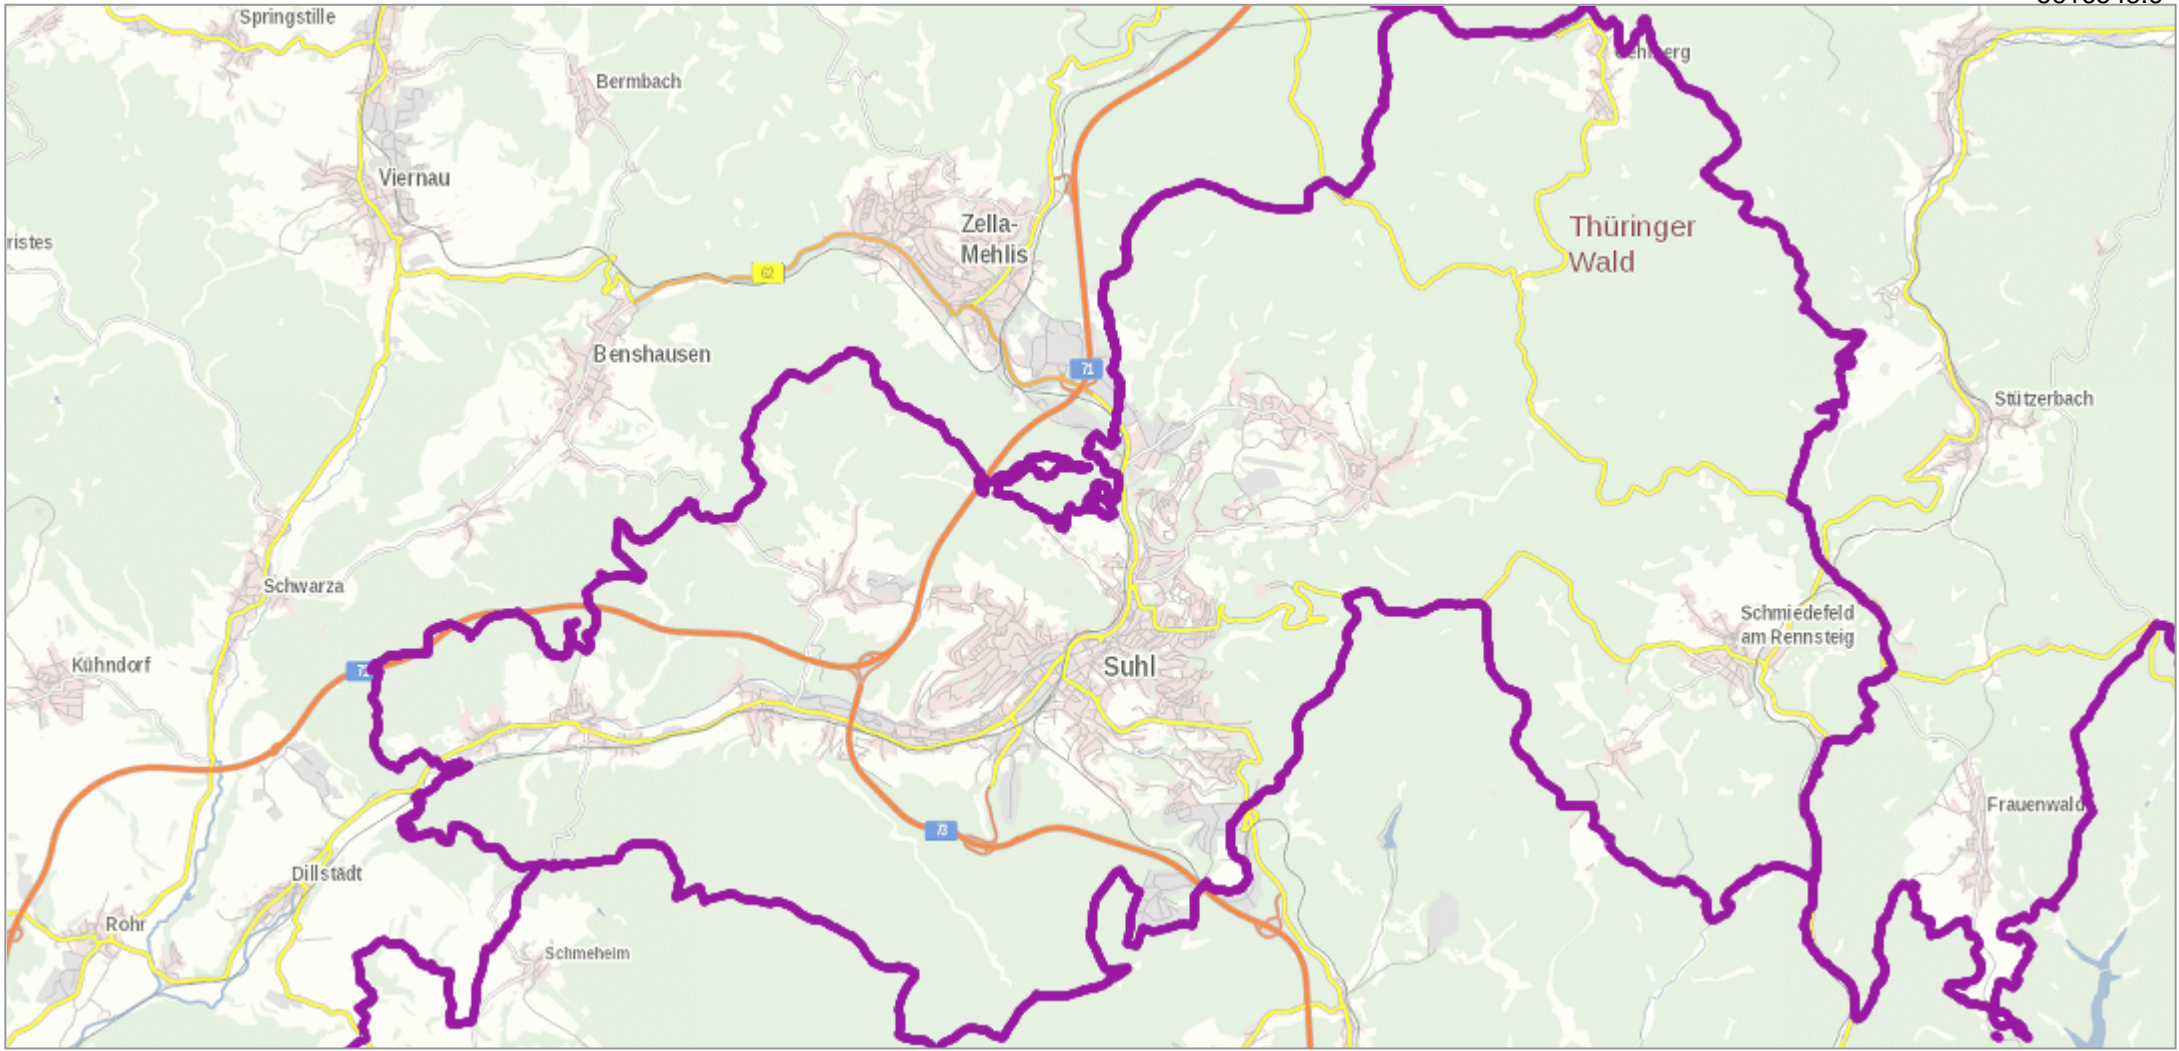 Springstille
Bermbach
Viernau
ristes
Zella-
Mehlis
Thüringer
Wald
62
Benshausen
71
Stützerbach
Schwarza
Schmiedefeld
am Rennsteig
Kühndorf
Suhl
Frauenwald
73
Dillstädt
Rohr
Schmeheim